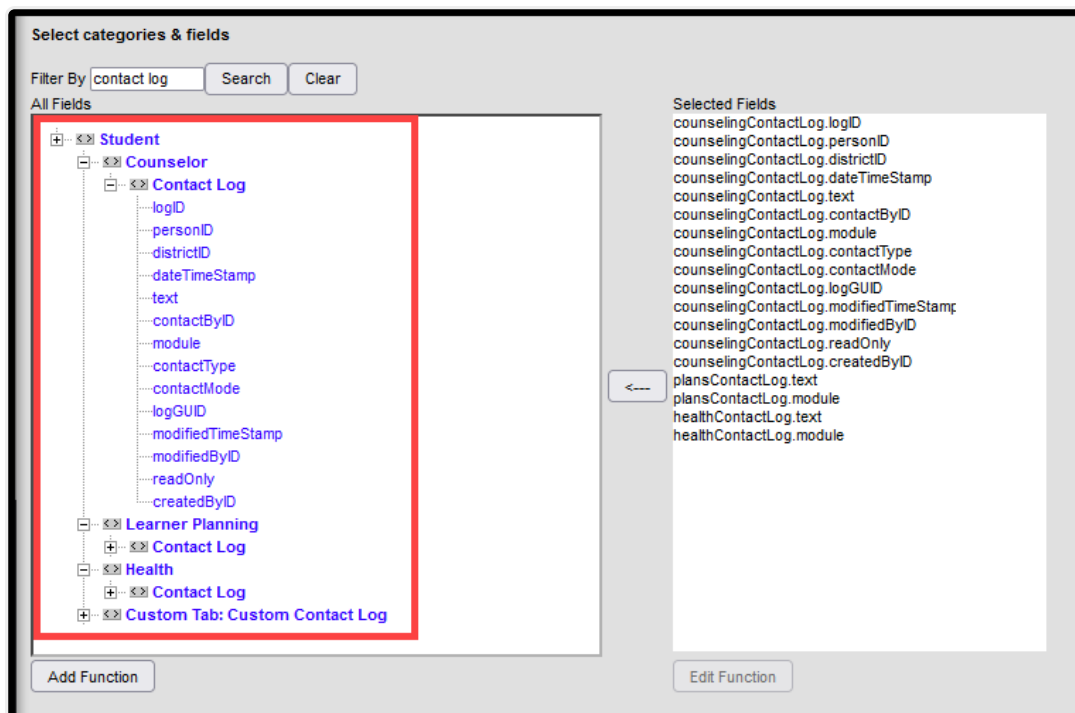 Select categories & fields
Filter By contact log Search Clear
All Fields
Student
Counselor
Contact Log
logID
personID
districtID
dateTimeStamp
text
contactByID
module
contactType
contactMode
logGUID
modifiedTimeStamp
modifiedByID
readOnly
createdByID
Learner Planning
Contact Log
Health
Contact Log
Custom Tab: Custom Contact Log
Add Function
<---
Selected Fields
counselingContactLog.logID
counselingContactLog.personID
counselingContactLog.districtID
counselingContactLog.dateTimeStamp
counselingContactLog.text
counselingContactLog.contactByID
counselingContactLog.module
counselingContactLog.contactType
counselingContactLog.contactMode
counselingContactLog.logGUID
counselingContactLog.modifiedTimeStamp
counselingContactLog.modifiedByID
counselingContactLog.readOnly
counselingContactLog.createdByID
plansContactLog.text
plansContactLog.module
healthContactLog.text
healthContactLog.module
Edit Function